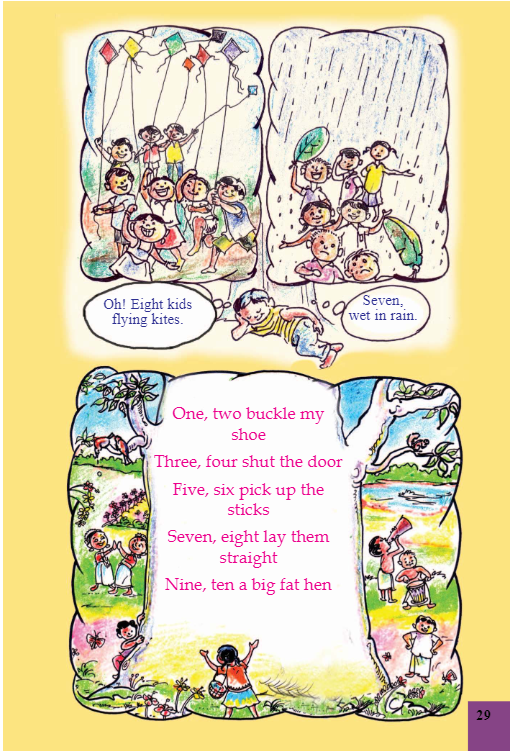 Oh! Eight kids
flying kites.
Seven,
wet in rain.
One, two buckle my
shoe
Three, four shut the door
Five, six pick up the
sticks
Seven, eight lay them
straight
Nine, ten a big fat hen
29